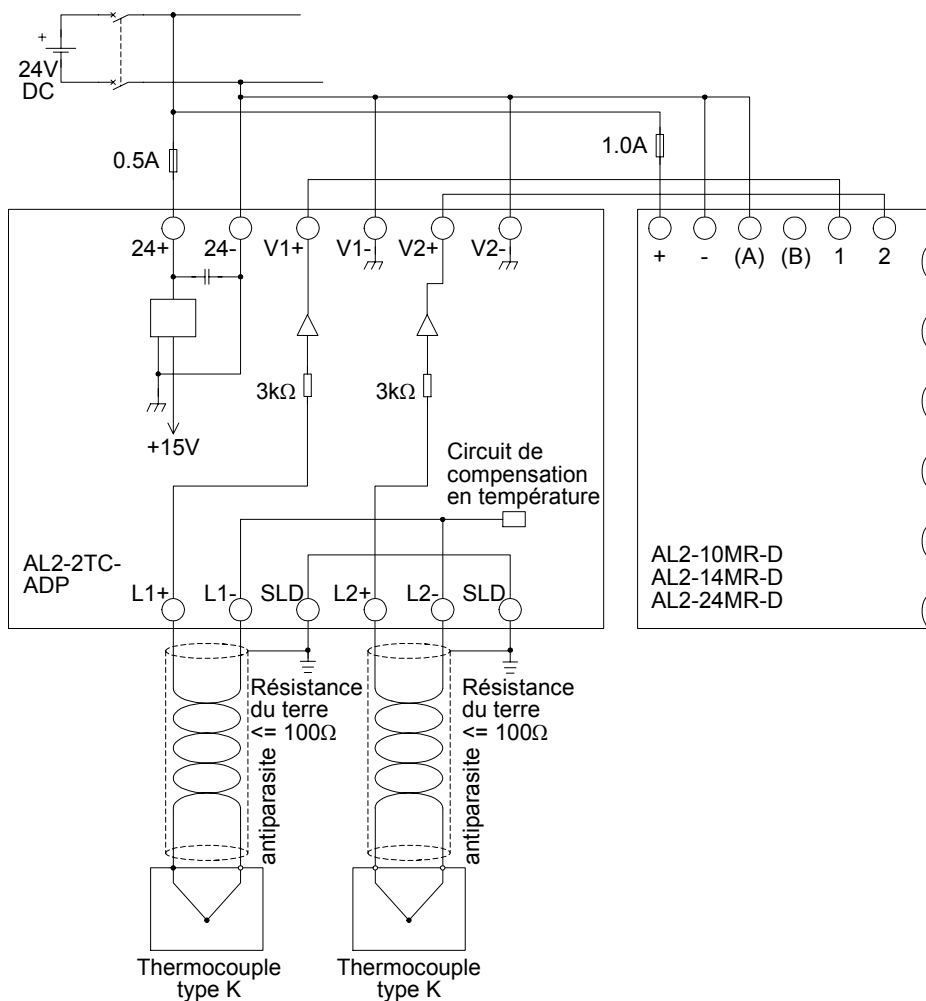 +
24V
DC
0.5A
1.0A
24+ 24- V1+ V1- V2+ V2-
+ - (A) (B) 1 2
3kΩ 3kΩ
+15V
Circuit de
compensation
en température
AL2-2TC-
ADP
AL2-10MR-D
AL2-14MR-D
AL2-24MR-D
L1+ L1- SLD L2+ L2- SLD
Résistance
du terre
<= 100Ω
antiparasite
Résistance
du terre
<= 100Ω
antiparasite
Thermocouple
type K
Thermocouple
type K